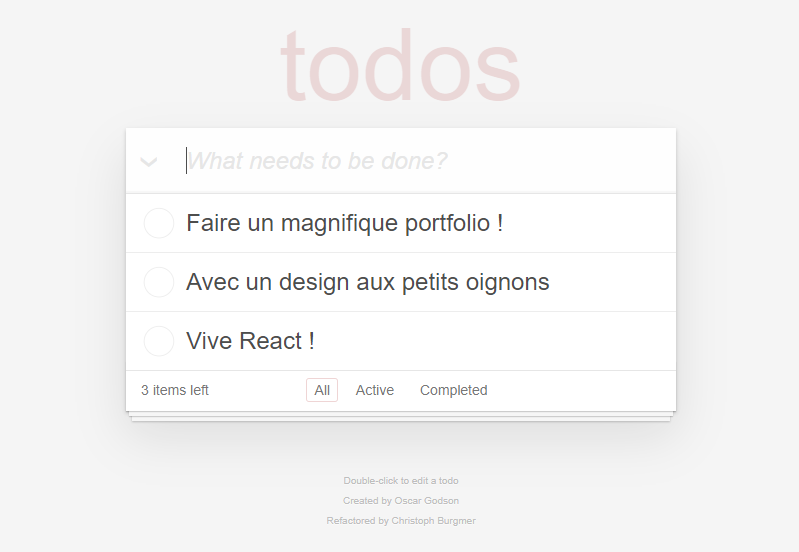 todos
What needs to be done?
Faire un magnifique portfolio !
Avec un design aux petits oignons
Vive React !
3 items left All Active Completed
Double-click to edit a todo
Created by Oscar Godson
Refactored by Christoph Burgmer